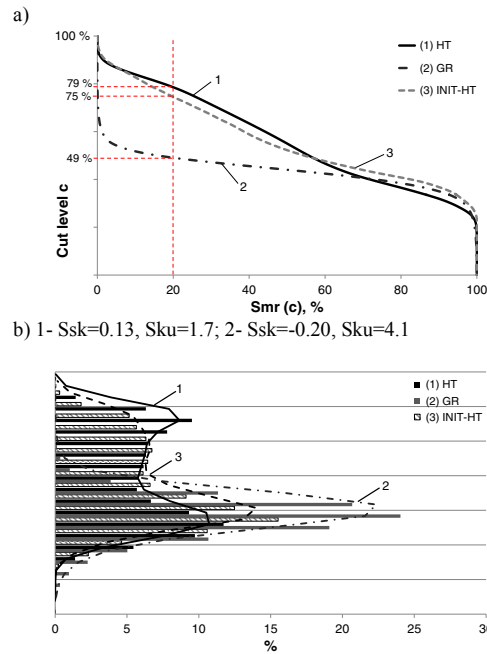 a)
100 %
79 %
75 %
49 %
Cut level c
1
2
3
(1) HT
(2) GR
(3) INIT-HT
0
20
40
60
80
100
Smr (c), %
b) 1- Ssk=0.13, Sku=1.7; 2- Ssk=-0.20, Sku=4.1
1
3
2
(1) HT
(2) GR
(3) INIT-HT
0
5
10
15
20
25
30
%